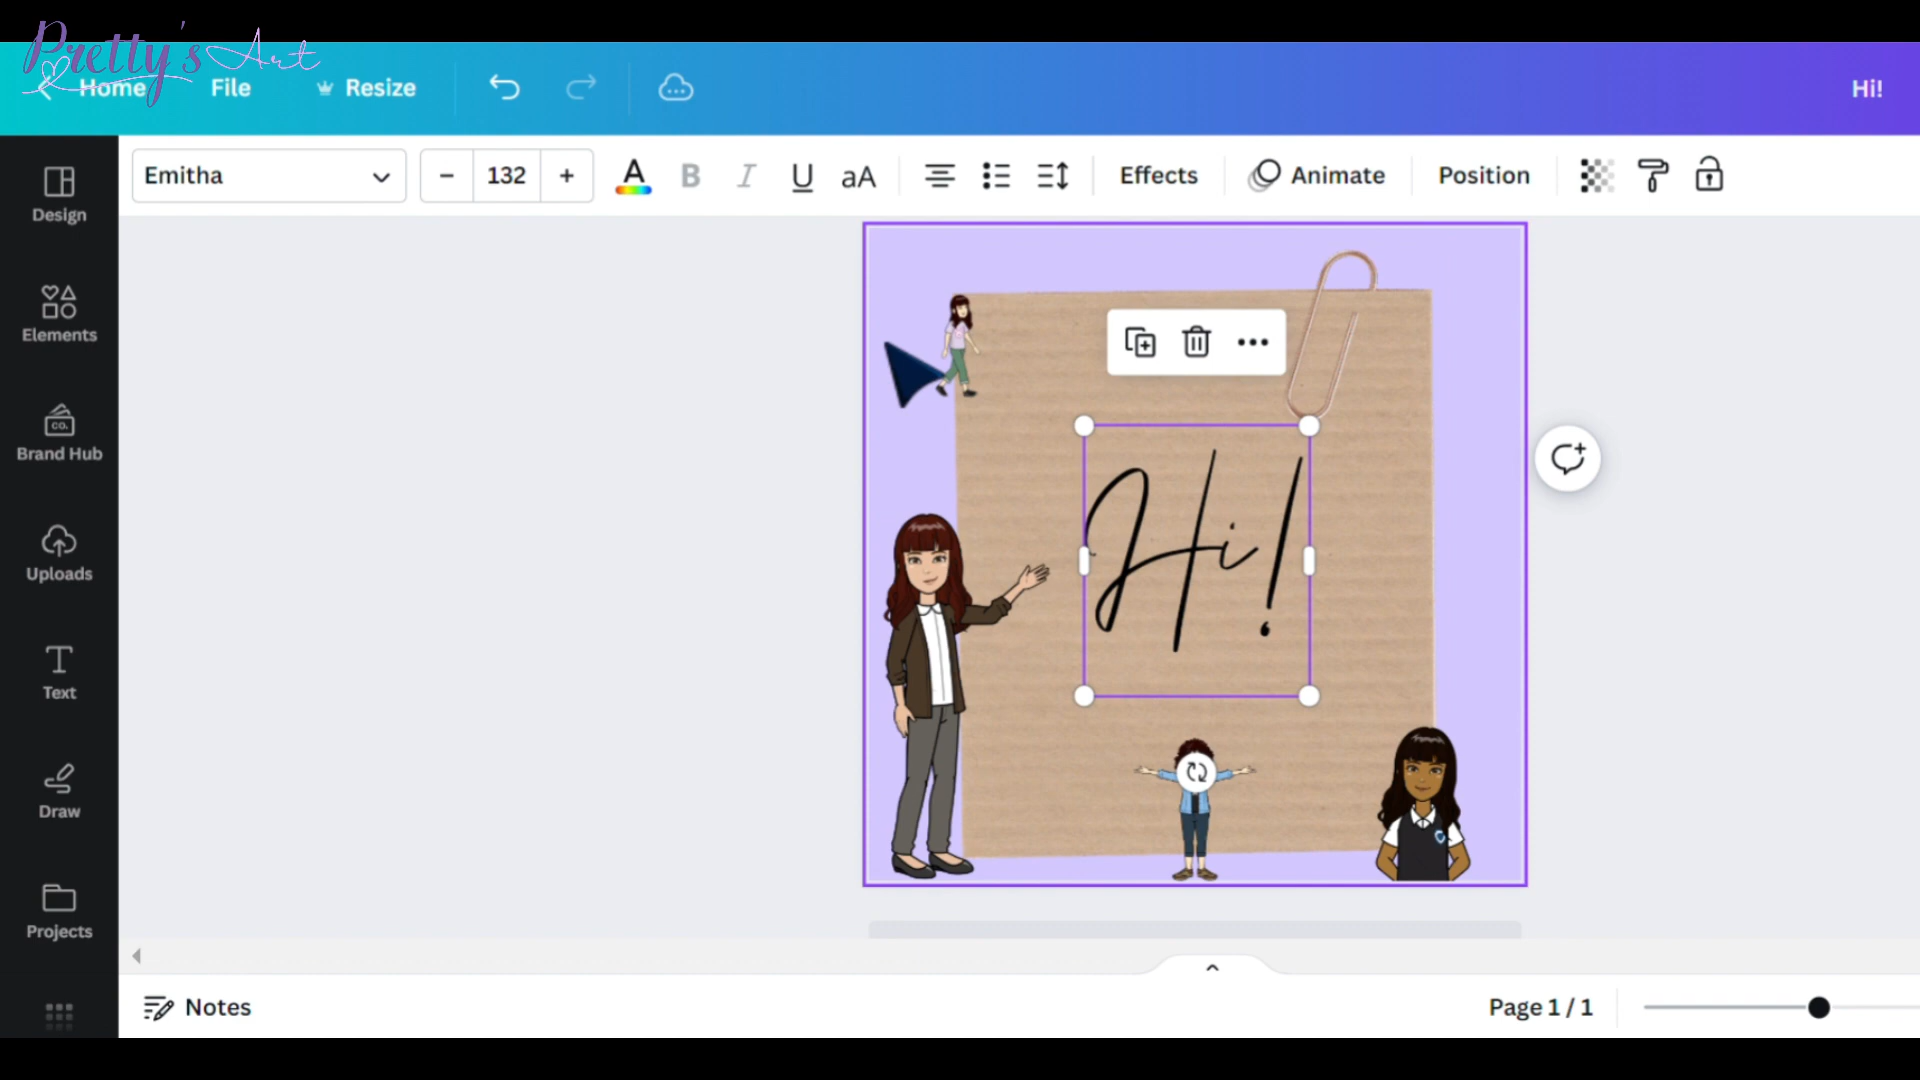 Pretty's Art
Home File Resize Hi!
Emitha 132 A B I U aA Effects Animate Position
Design
Elements
CO.
Brand Hub
Uploads
Text
Draw
Projects
Hi!
Notes Page 1 / 1